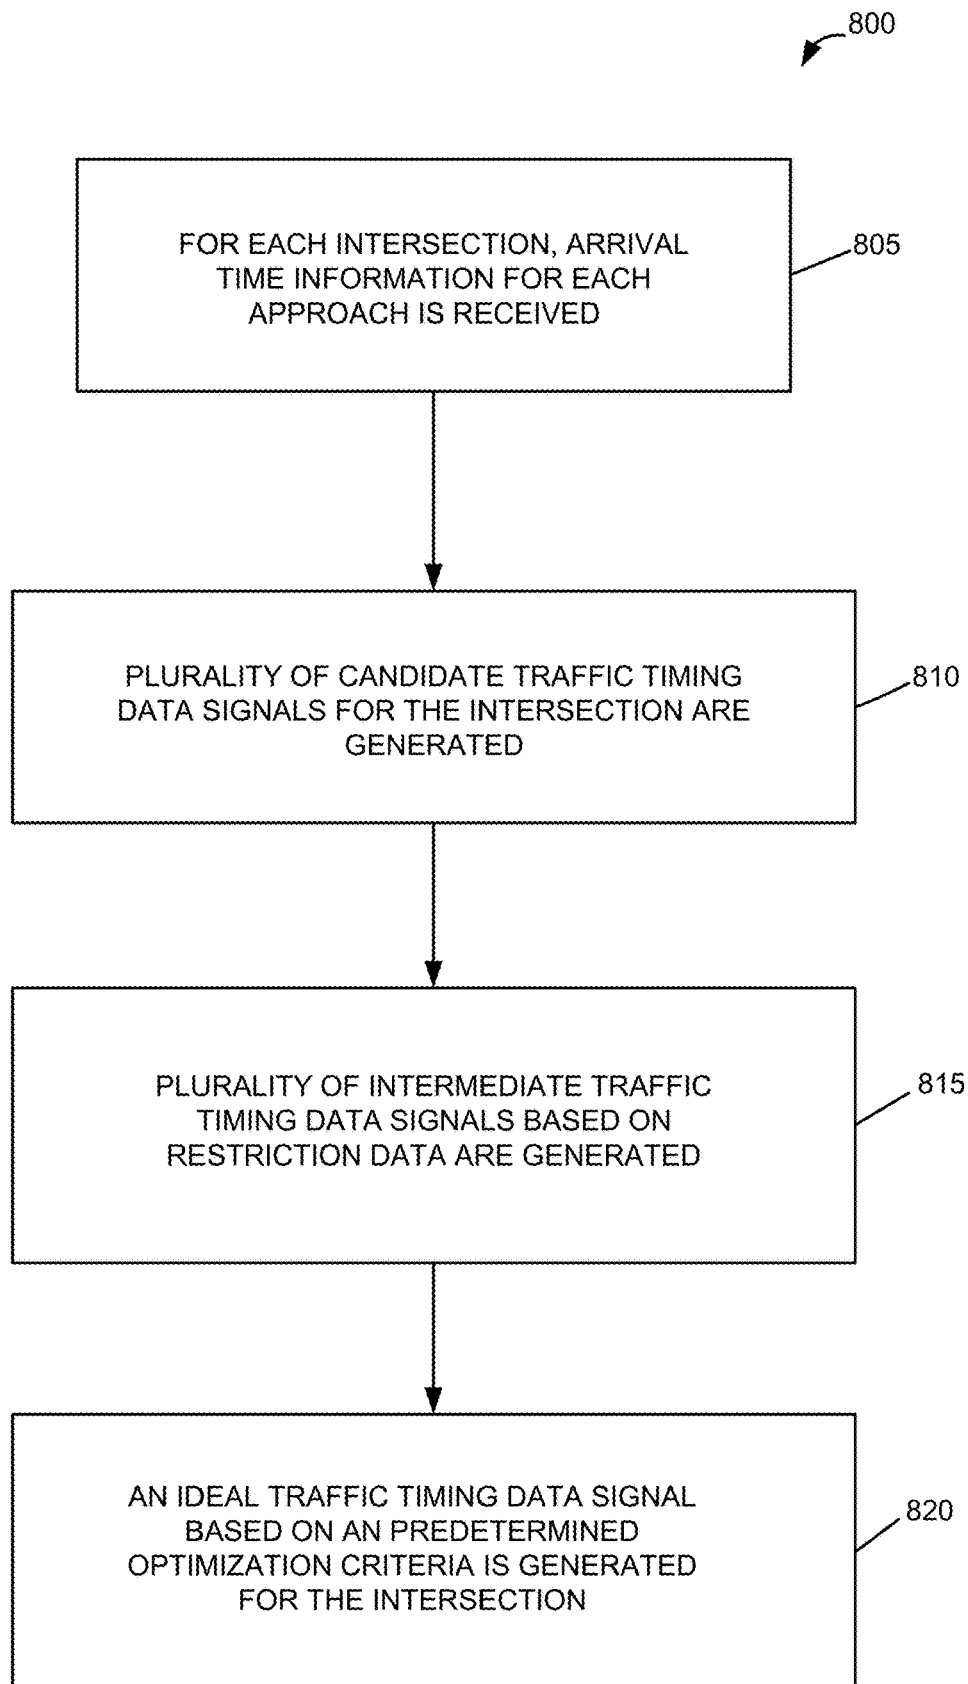 800
FOR EACH INTERSECTION, ARRIVAL
TIME INFORMATION FOR EACH
APPROACH IS RECEIVED
805
PLURALITY OF CANDIDATE TRAFFIC TIMING
DATA SIGNALS FOR THE INTERSECTION ARE
GENERATED
810
PLURALITY OF INTERMEDIATE TRAFFIC
TIMING DATA SIGNALS BASED ON
RESTRICTION DATA ARE GENERATED
815
AN IDEAL TRAFFIC TIMING DATA SIGNAL
BASED ON AN PREDETERMINED
OPTIMIZATION CRITERIA IS GENERATED
FOR THE INTERSECTION
820